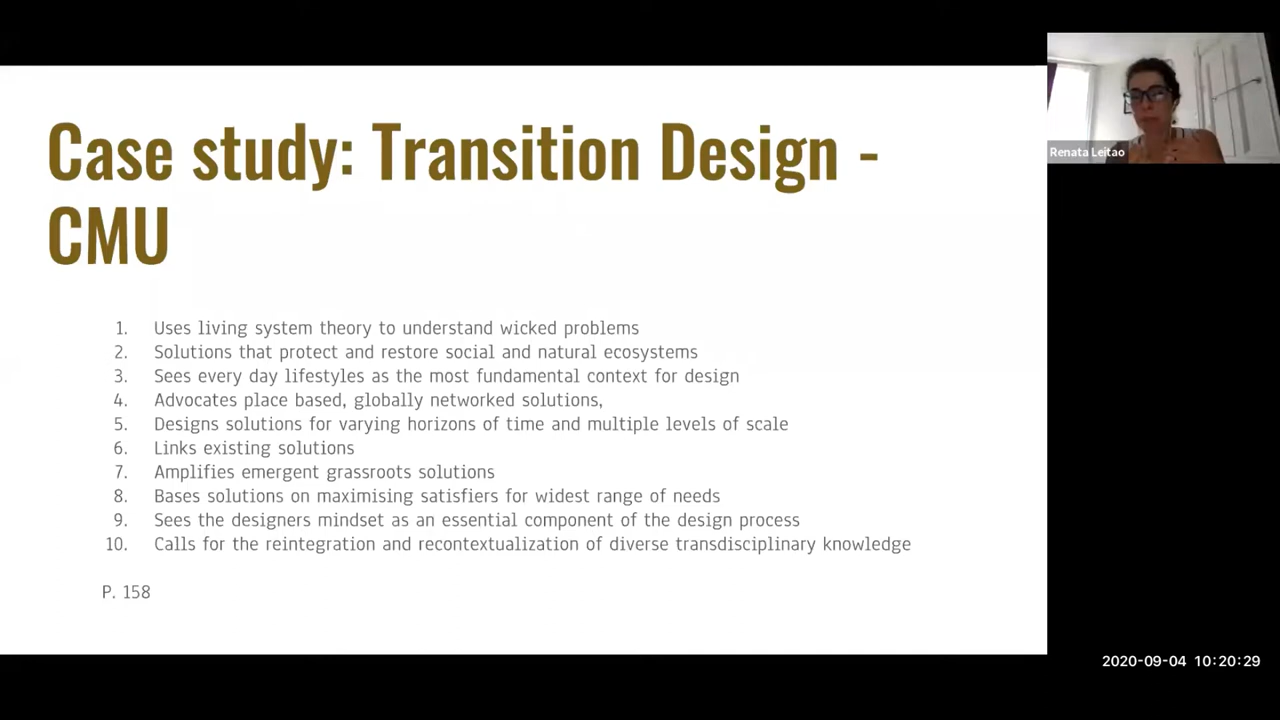 Case study: Transition Design -
CMU
1. Uses living system theory to understand wicked problems
2. Solutions that protect and restore social and natural ecosystems
3. Sees every day lifestyles as the most fundamental context for design
4. Advocates place based, globally networked solutions,
5. Designs solutions for varying horizons of time and multiple levels of scale
6. Links existing solutions
7. Amplifies emergent grassroots solutions
8. Bases solutions on maximising satisfiers for widest range of needs
9. Sees the designers mindset as an essential component of the design process
10. Calls for the reintegration and recontextualization of diverse transdisciplinary knowledge
P. 158
Renata Leitao
2020-09-04 10:20:29